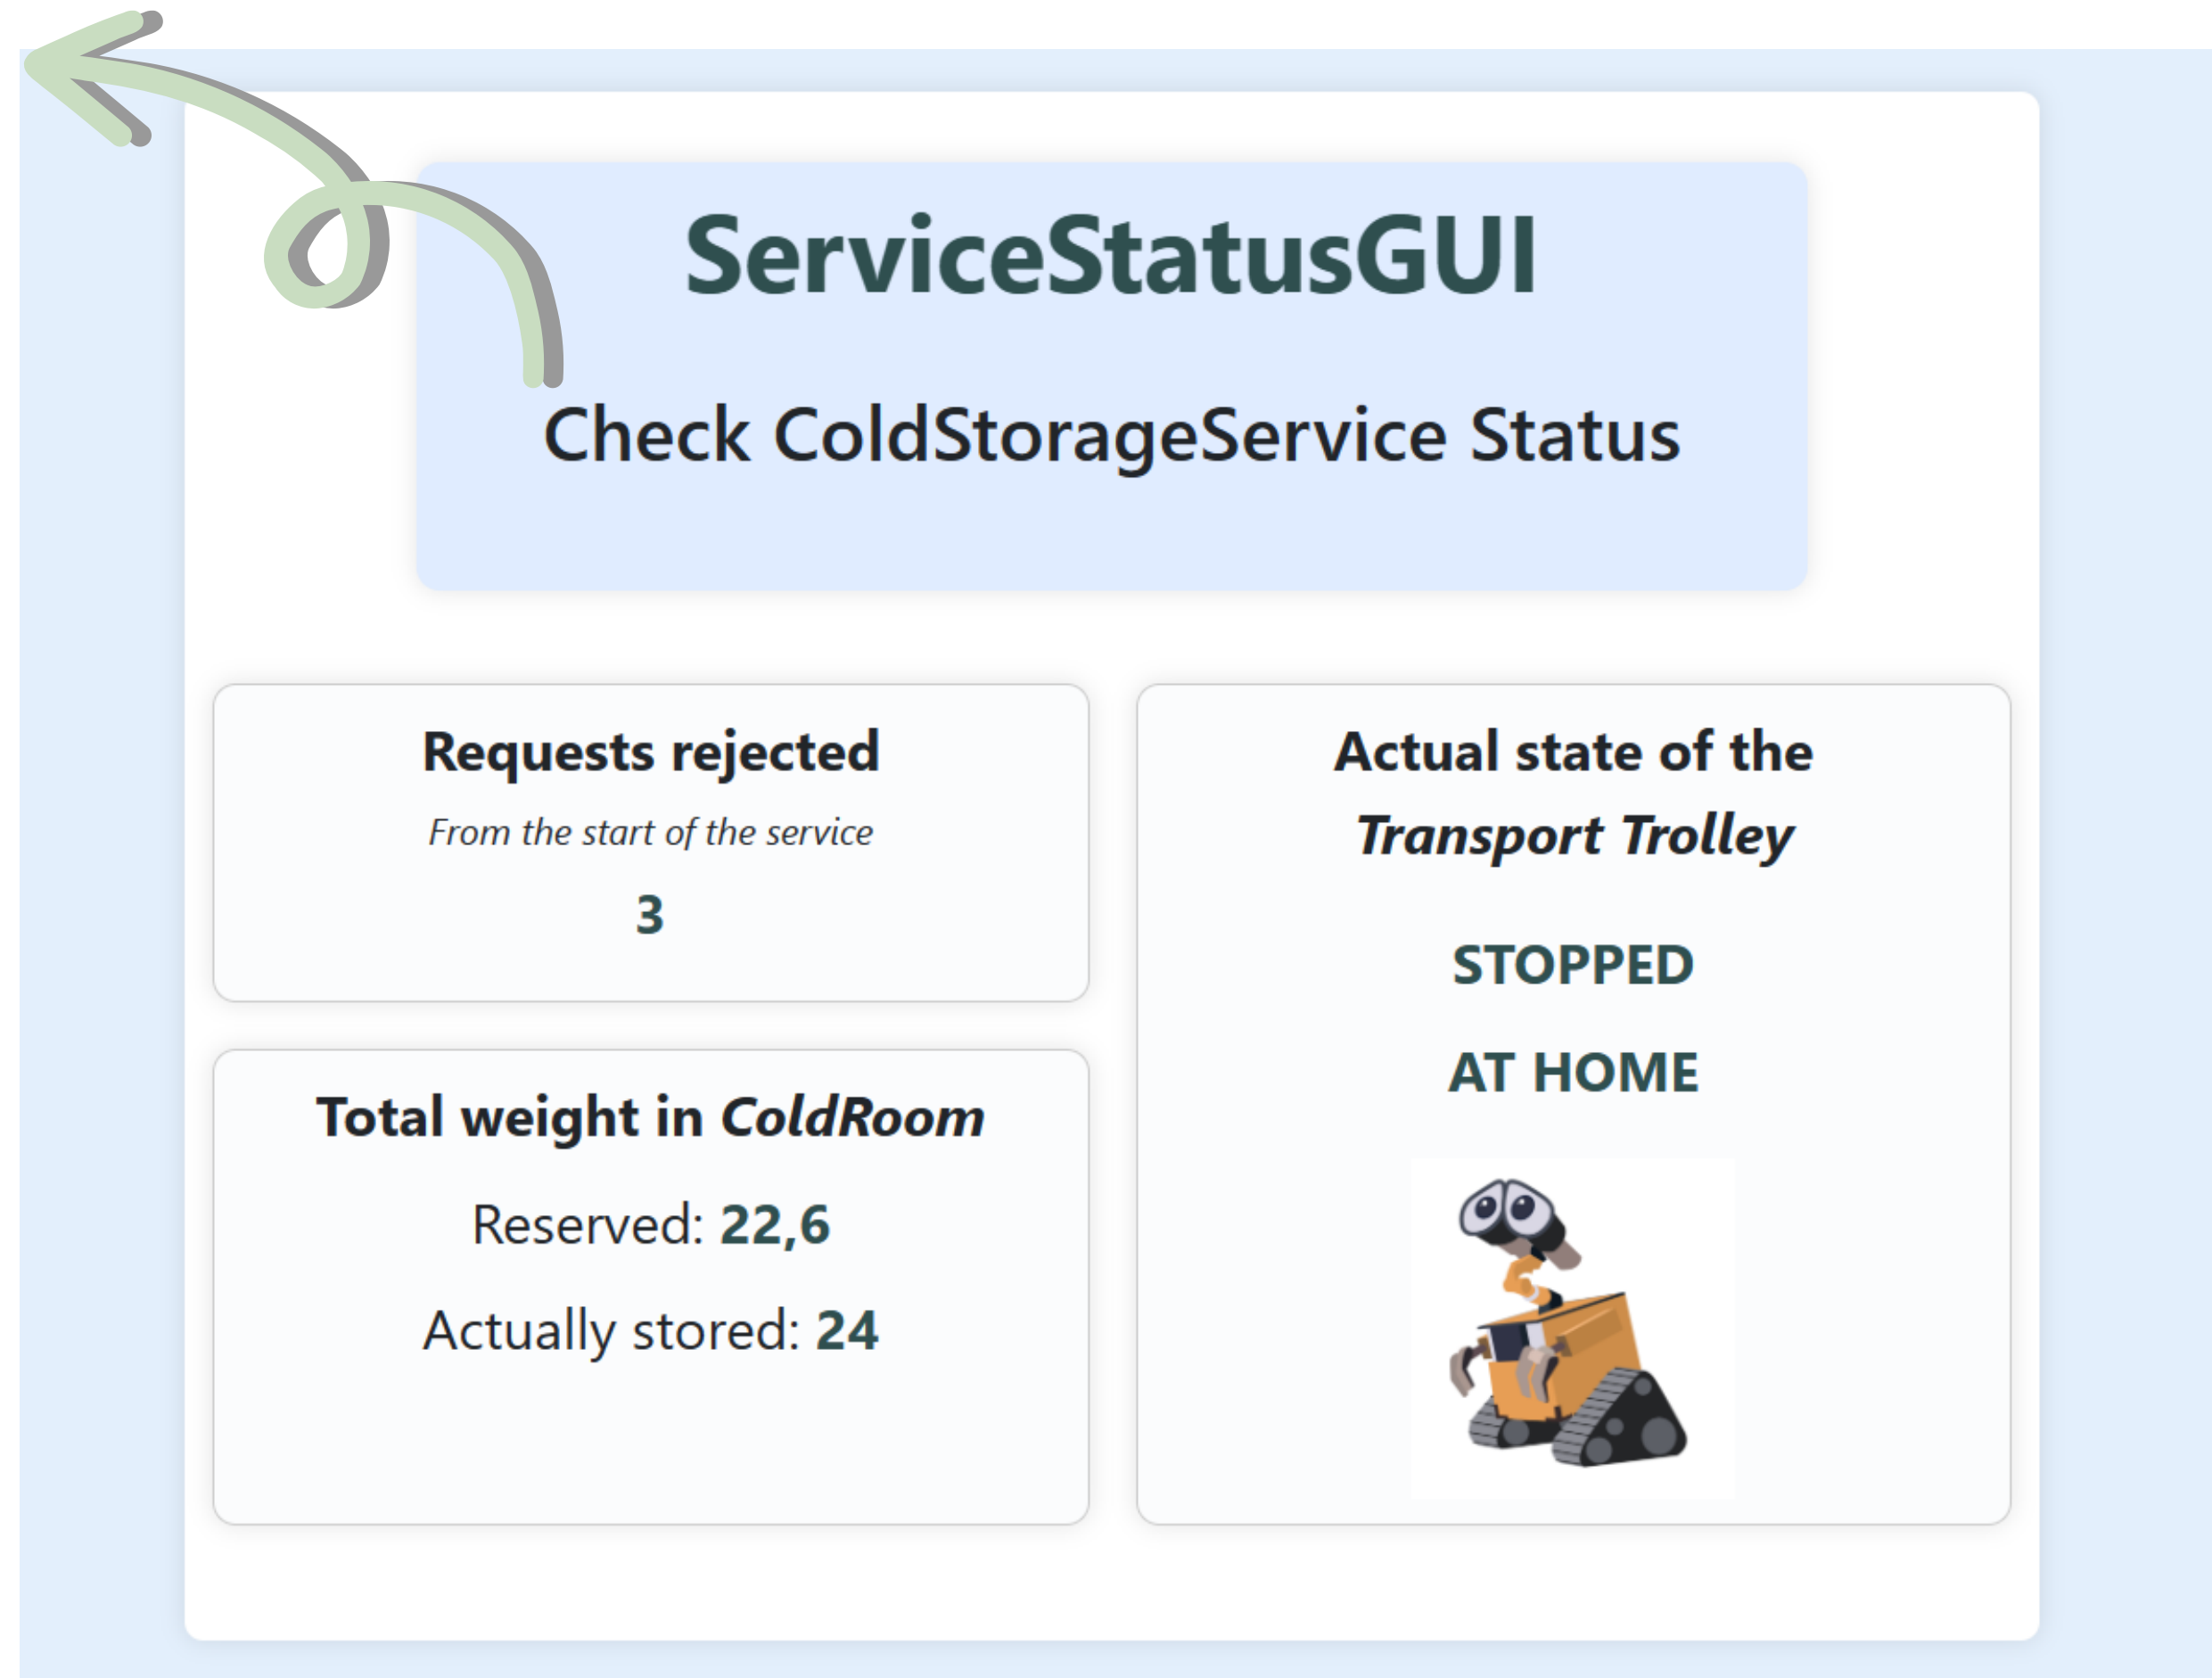 ServiceStatusGUI
Check ColdStorageService Status
Requests rejected
From the start of the service
3
Total weight in ColdRoom
Reserved: 22,6
Actually stored: 24
Actual state of the
Transport Trolley
STOPPED
AT HOME